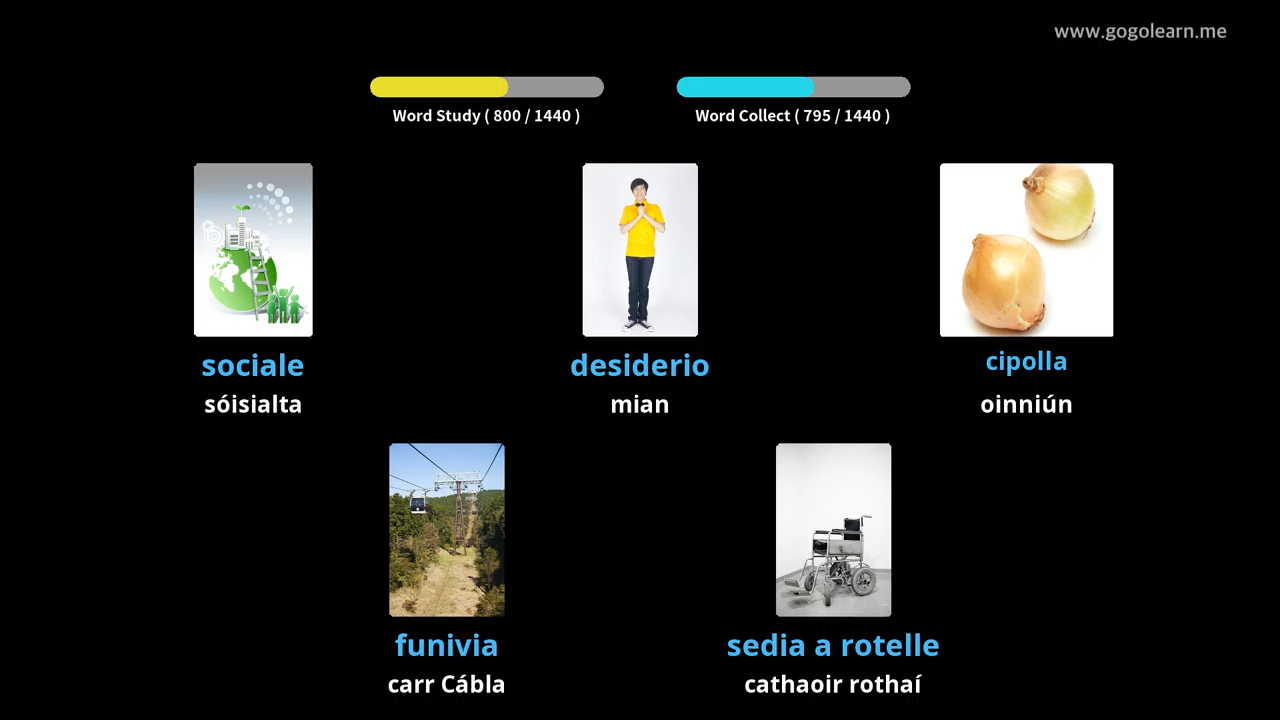 www.gogolearn.me
Word Study ( 800 / 1440 )
Word Collect ( 795 / 1440 )
sociale
sóisialta
desiderio
mian
cipolla
oinniún
funivia
carr Cábla
sedia a rotelle
cathaoir rothaí